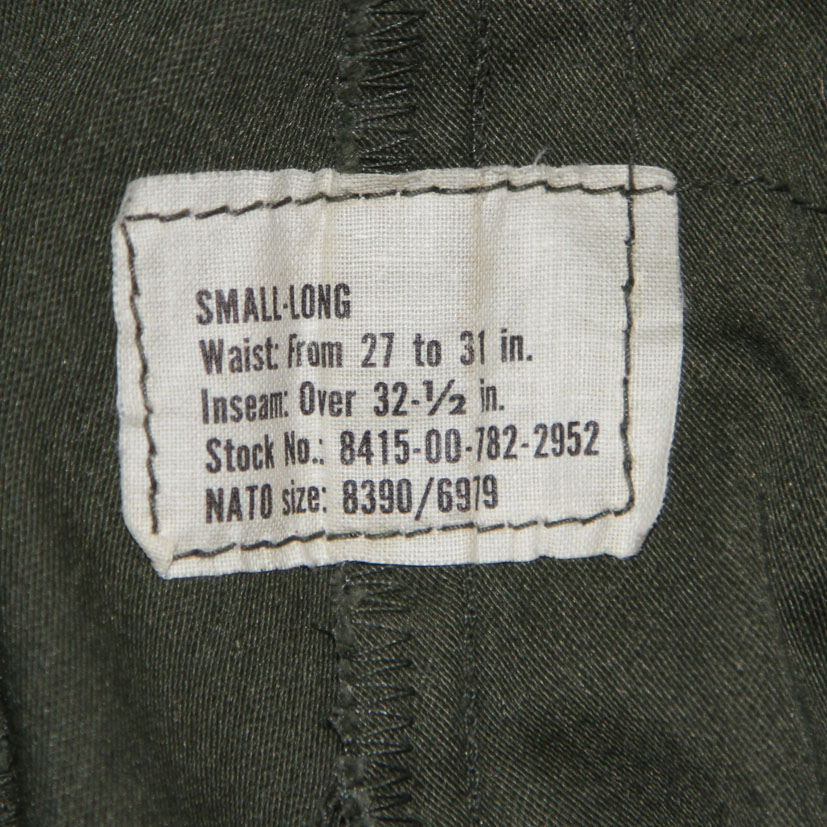 SMALL-LONG
Waist: From 27 to 31 in.
Inseam: Over 32-½ in.
Stock No.: 8415-00-782-2952
NATO size: 8390/6979